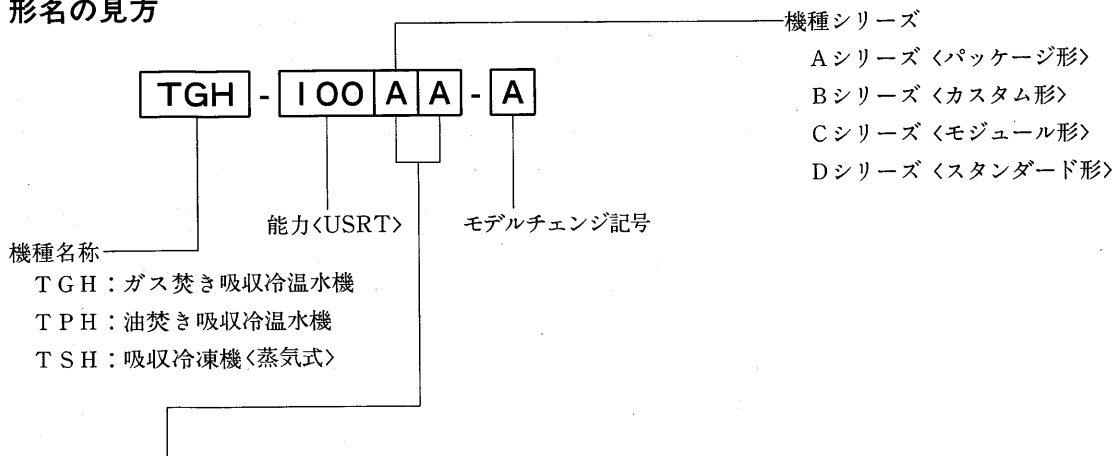 形名の見方
機種シリーズ
Aシリーズ〈パッケージ形〉
Bシリーズ〈カスタム形〉
Cシリーズ〈モジュール形〉
Dシリーズ〈スタンダード形〉
TGH - 100 A A - A
能力〈USRT〉
モデルチェンジ記号
機種名称
TGH：ガス焚き吸収冷温水機
TPH：油焚き吸収冷温水機
TSH：吸収冷凍機〈蒸気式〉